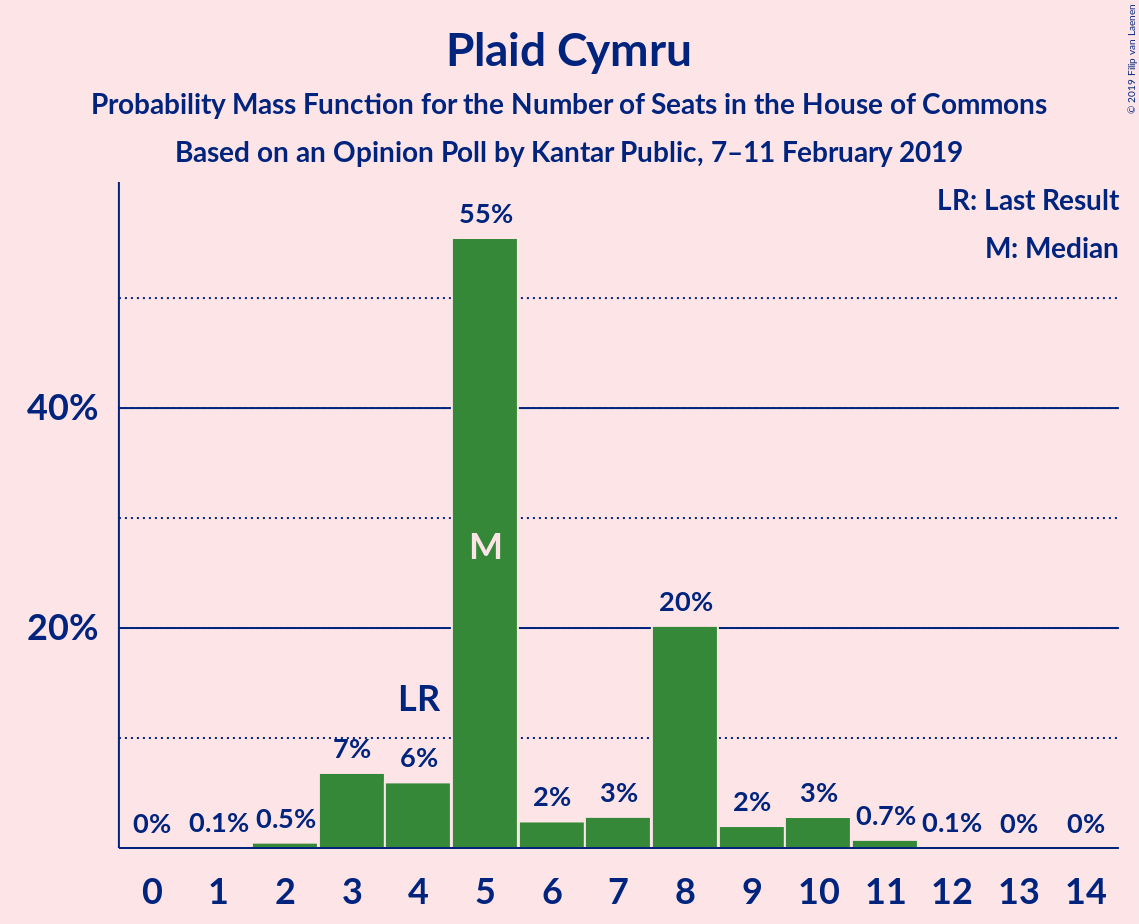 Plaid Cymru
Probability Mass Function for the Number of Seats in the House of Commons
Based on an Opinion Poll by Kantar Public, 7–11 February 2019
© 2019 Filip van Laenen
LR: Last Result
M: Median
55%
40%
M
20%
20%
LR
7%
6%
2%
3%
2%
3%
0%
0.1%
0.5%
0.7%
0.1%
0%
0%
0 1 2 3 4 5 6 7 8 9 10 11 12 13 14